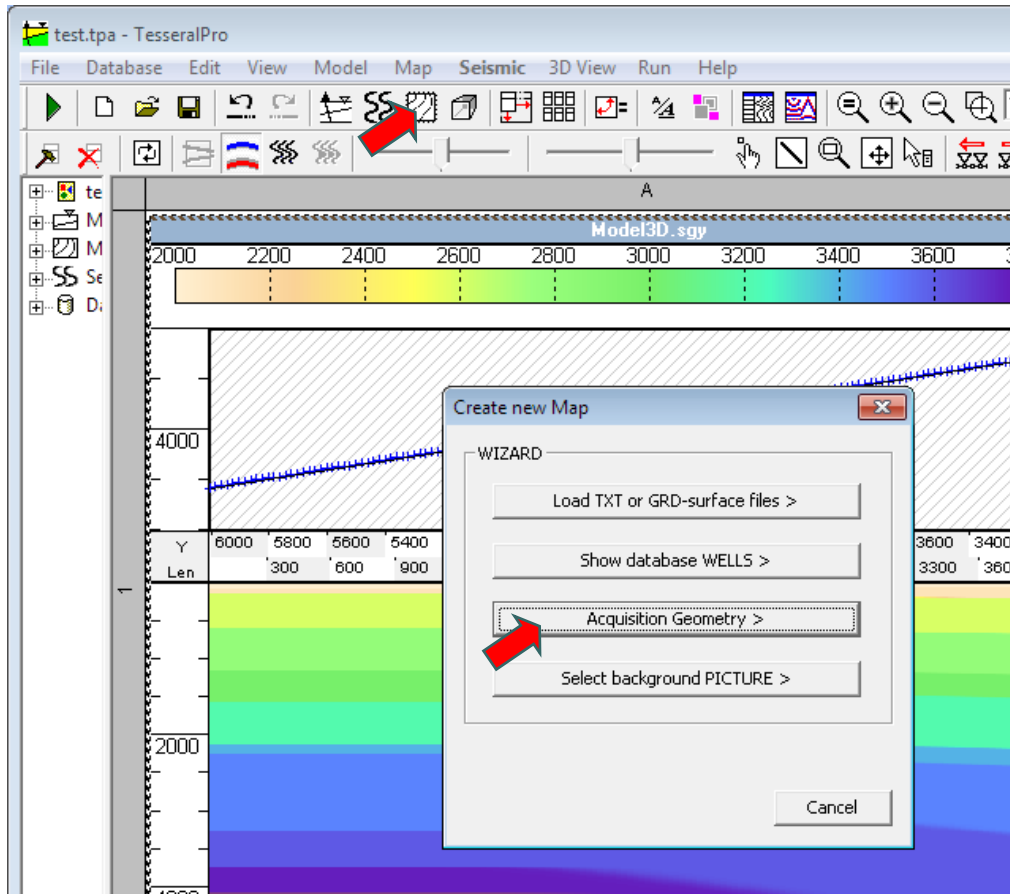 test.tpa - TesseralPro
File Database Edit View Model Map Seismic 3D View Run Help
te
M
M
Se
A
Model3D.sgy
2000 2200 2400 2600 2800 3000 3200 3400 3600
4000
Y 6000 5800 5600 5400 3600 3400
Len 300 600 900 3300
1
2000
Create new Map
WIZARD
Load TXT or GRD-surface files >
Show database WELLS >
Acquisition Geometry >
Select background PICTURE >
Cancel